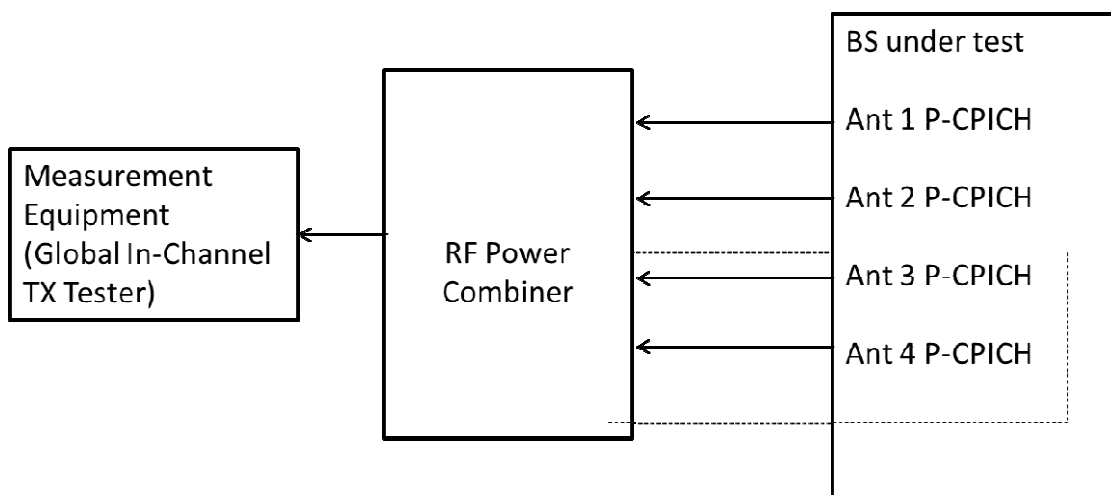 BS under test
Ant 1 P-CPICH
Measurement
Equipment
(Global In-Channel
TX Tester)
Ant 2 P-CPICH
RF Power
Combiner
Ant 3 P-CPICH
Ant 4 P-CPICH